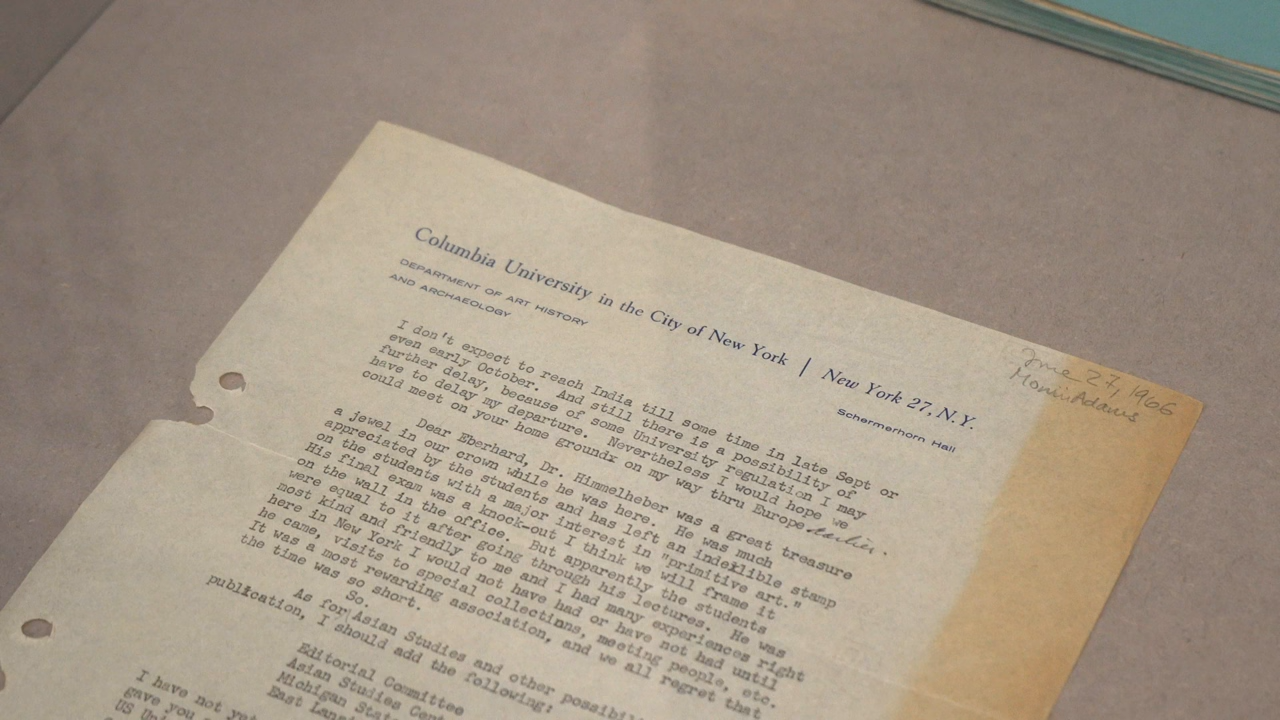 Columbia University in the City of New York | New York 27, N.Y.
DEPARTMENT OF ART HISTORY
AND ARCHAEOLOGY
Schermerhorn Hall
June 27, 1966
Moni Adams
I don't expect to reach India till some time in late Sept or
even early October. And still there is a possibility of
further delay, because of some University regulation I may
have to delay my departure. Nevertheless I would hope we
could meet on your home groundx on my way thru Europe earlier.
Dear Eberhard, Dr. Himmelheber was a great treasure
a jewel in our crown while he was here. He was much
appreciated by the students and has left an indeklible stamp
on the students with a major interest in "primitive art."
His final exam was a knock-out I think we will frame it
on the wall in the office. But apparently the students
were equal to it after going through his lectures. He was
most kind and friendly to me and I had many experiences right
here in New York I would not have had or have not had until
he came, visits to special collections, meeting people, etc.
It was a most rewarding association, and we all regret that
the time was so short.
So.
As for Asian Studies and other possibili
publication, I should add the following:
Editorial Committee
Asian Studies Cent
Michigan State
East Lans
I have not yet
gave you
US Uni